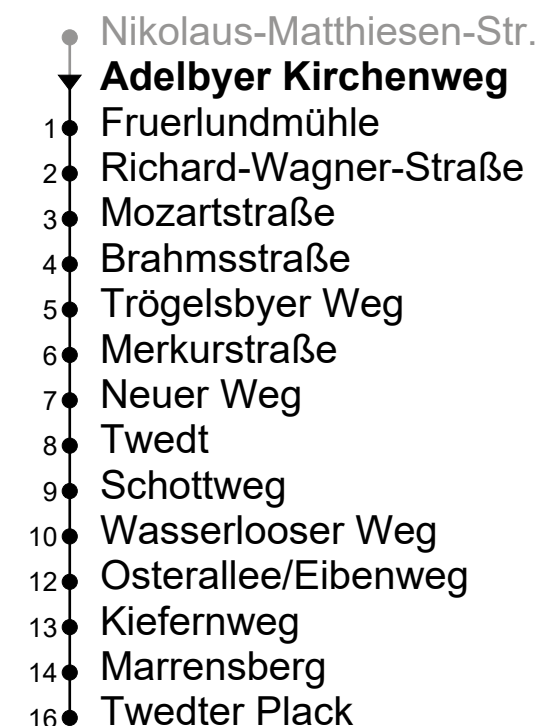 Nikolaus-Matthiesen-Str.
Adelbyer Kirchenweg
1 Fruerlundmühle
2 Richard-Wagner-Straße
3 Mozartstraße
4 Brahmsstraße
5 Trögelsbyer Weg
6 Merkurstraße
7 Neuer Weg
8 Twedt
9 Schottweg
10 Wasserlooser Weg
12 Osterallee/Eibenweg
13 Kiefernweg
14 Marrensberg
16 Twedter Plack